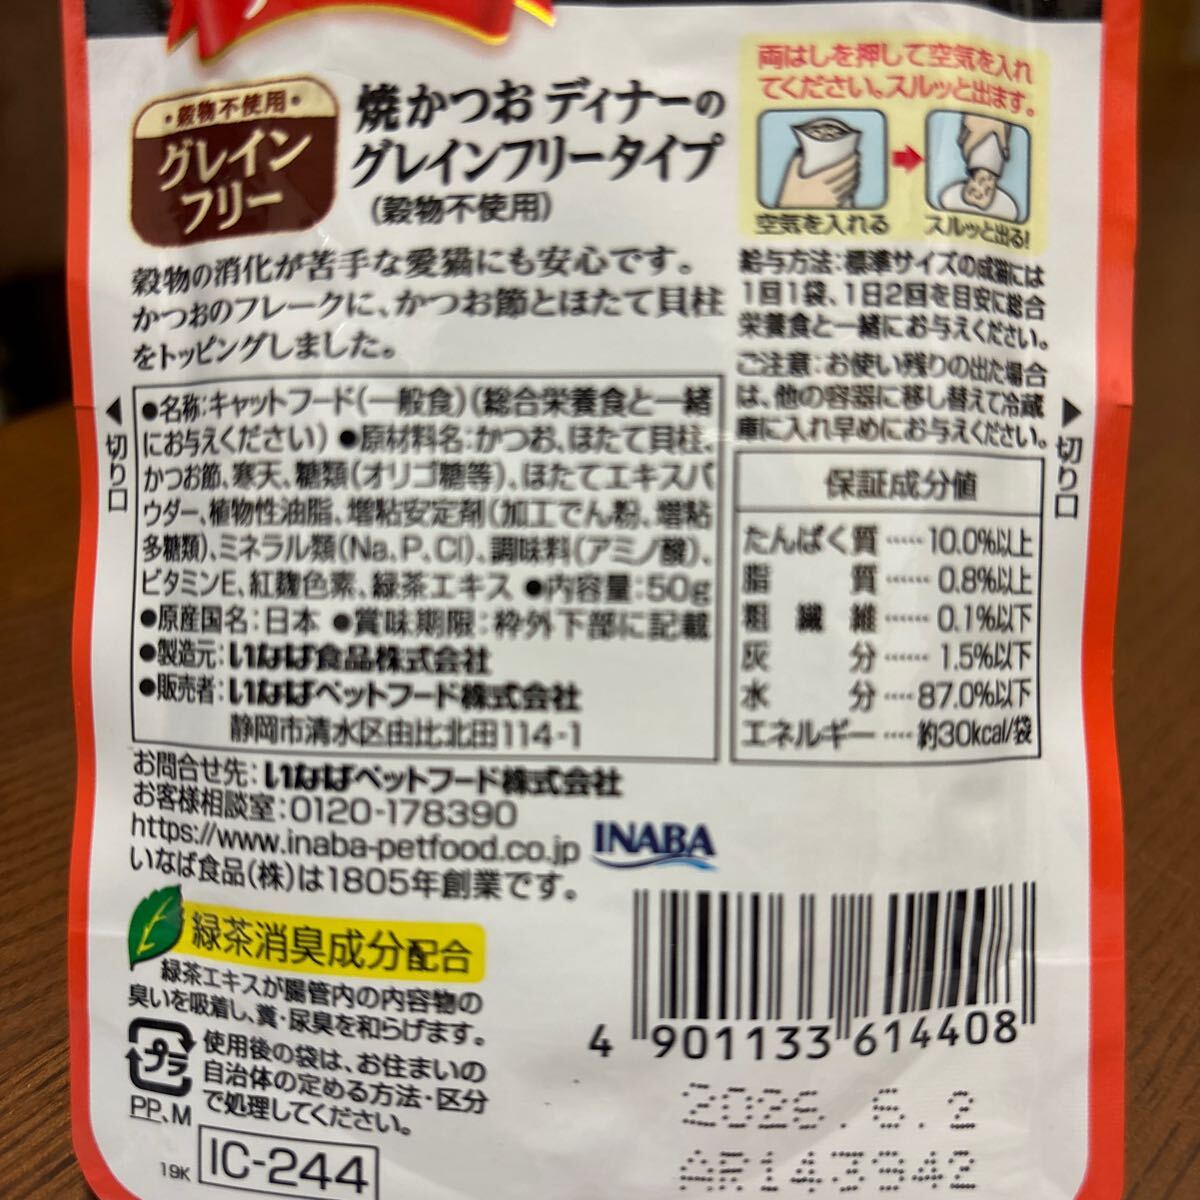 ・穀物不使用・
グレイン
フリー
焼かつお ディナーの
グレインフリータイプ
(穀物不使用)
穀物の消化が苦手な愛猫にも安心です。
かつおのフレークに、かつお節とほたて貝柱
をトッピングしました。
両はしを押して空気を入れ
てください。スルッと出ます。
空気を入れる
スルッと出る!
給与方法:標準サイズの成猫には
1回1袋、1日2回を目安に総合
栄養食と一緒にお与えください。
ご注意:お使い残りの出た場合
は、他の容器に移し替えて冷蔵
庫に入れ早めにお与えください。
◀切り口
▶切り口
●名称:キャットフード(一般食)(総合栄養食と一緒
にお与えください) ●原材料名:かつお、ほたて貝柱、
かつお節、寒天、糖類(オリゴ糖等)、ほたてエキスパ
ウダー、植物性油脂、増粘安定剤(加工でん粉、増粘
多糖類)、ミネラル類(Na、P、Cl)、調味料(アミノ酸)、
ビタミンE、紅麹色素、緑茶エキス ●内容量:50g
●原産国名:日本 ●賞味期限:枠外下部に記載
●製造元:いなば食品株式会社
●販売者:いなばペットフード株式会社
静岡市清水区由比北田114-1
保証成分値
たんぱく質 ····· 10.0%以上
脂 質 ······ 0.8%以上
粗 繊 維 ······ 0.1%以下
灰 分 ······ 1.5%以下
水 分 ···· 87.0%以下
エネルギー ···· 約30kcal/袋
お問合せ先:いなばペットフード株式会社
お客様相談室:0120-178390
https://www.inaba-petfood.co.jp
INABA
いなば食品(株)は1805年創業です。
緑茶消臭成分配合
緑茶エキスが腸管内の内容物の
臭いを吸着し、糞・尿臭を和らげます。
プラ
PP、M
使用後の袋は、お住まいの
自治体の定める方法・区分
で処理してください。
19K
IC-244
4 901133 614408
2026.6.2
AR143942